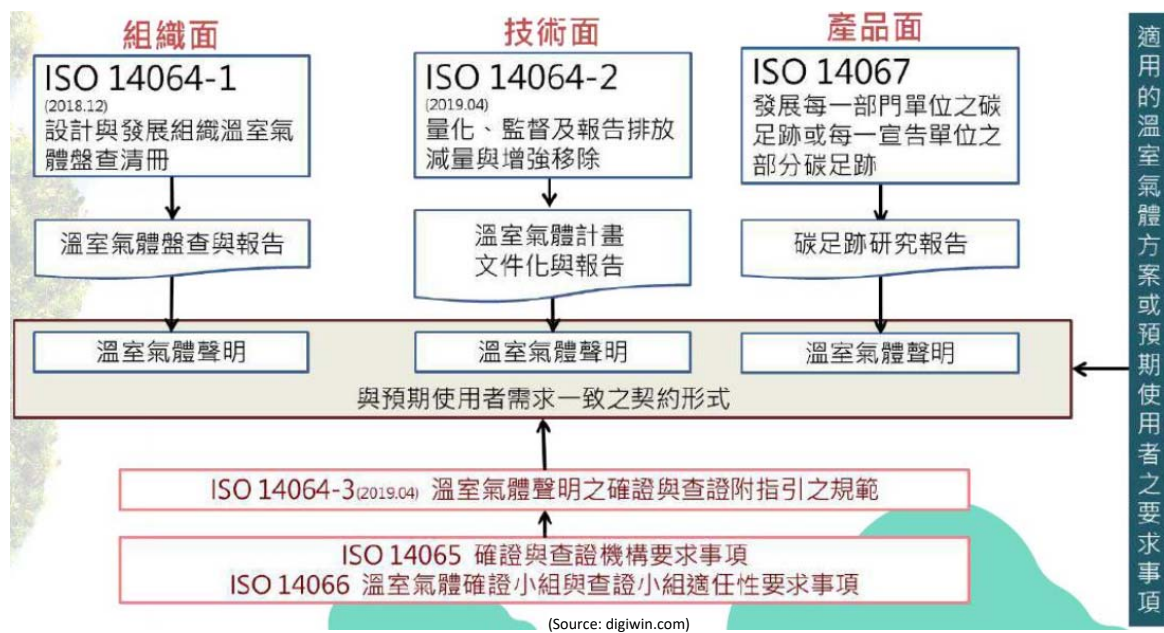 組織面
ISO 14064-1
(2018.12)
設計與發展組織溫室氣
體盤查清冊
溫室氣體盤查與報告
溫室氣體聲明
技術面
ISO 14064-2
(2019.04)
量化、監督及報告排放
減量與增強移除
溫室氣體計畫
文件化與報告
溫室氣體聲明
產品面
ISO 14067
發展每一部門單位之碳
足跡或每一宣告單位之
部分碳足跡
碳足跡研究報告
溫室氣體聲明
與預期使用者需求一致之契約形式
ISO 14064-3(2019.04) 溫室氣體聲明之確證與查證附指引之規範
ISO 14065 確證與查證機構要求事項
ISO 14066 溫室氣體確證小組與查證小組適任性要求事項
適用的溫室氣體方案或預期使用者之要求事項
(Source: digiwin.com)